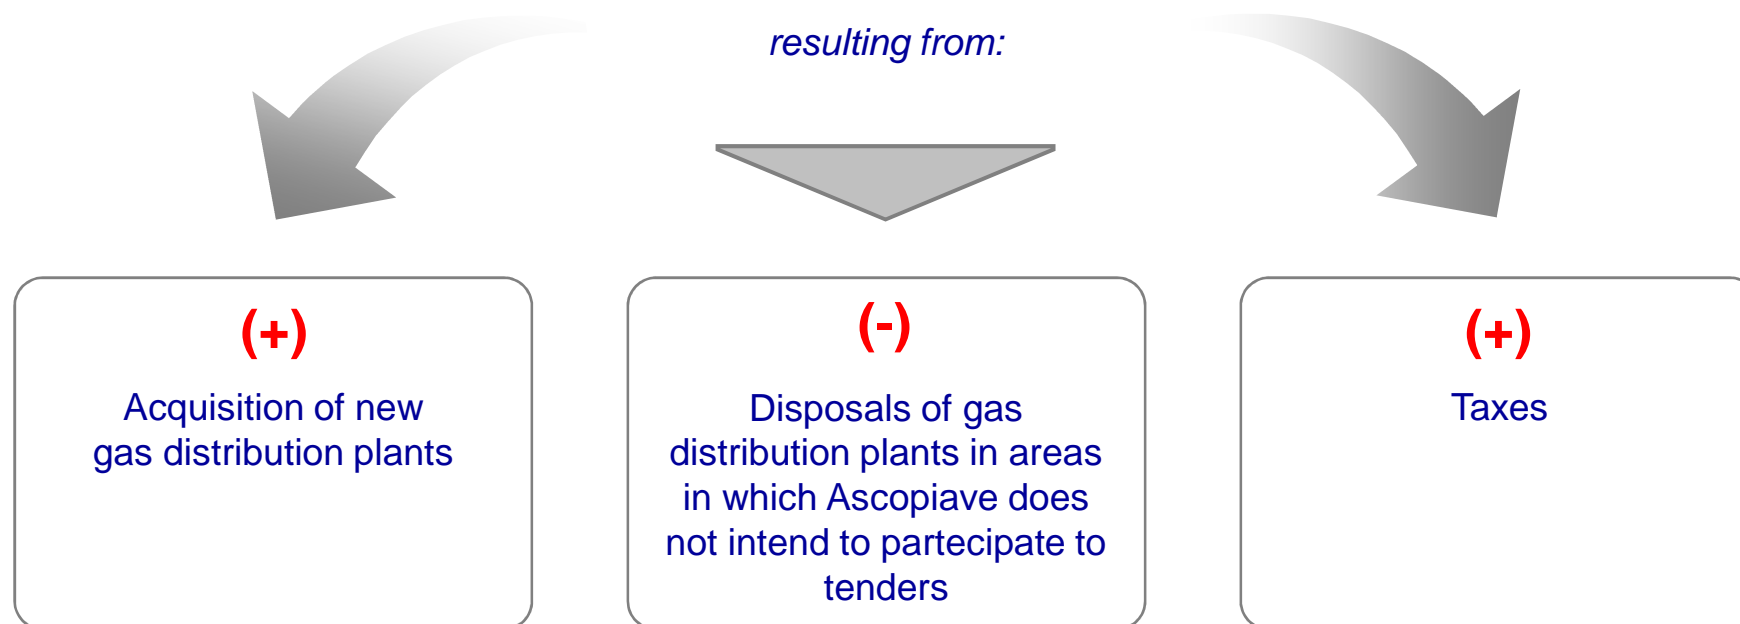 resulting from:
(+)
Acquisition of new
gas distribution plants
(-)
Disposals of gas
distribution plants in areas
in which Ascopiave does
not intend to partecipate to
tenders
(+)
Taxes